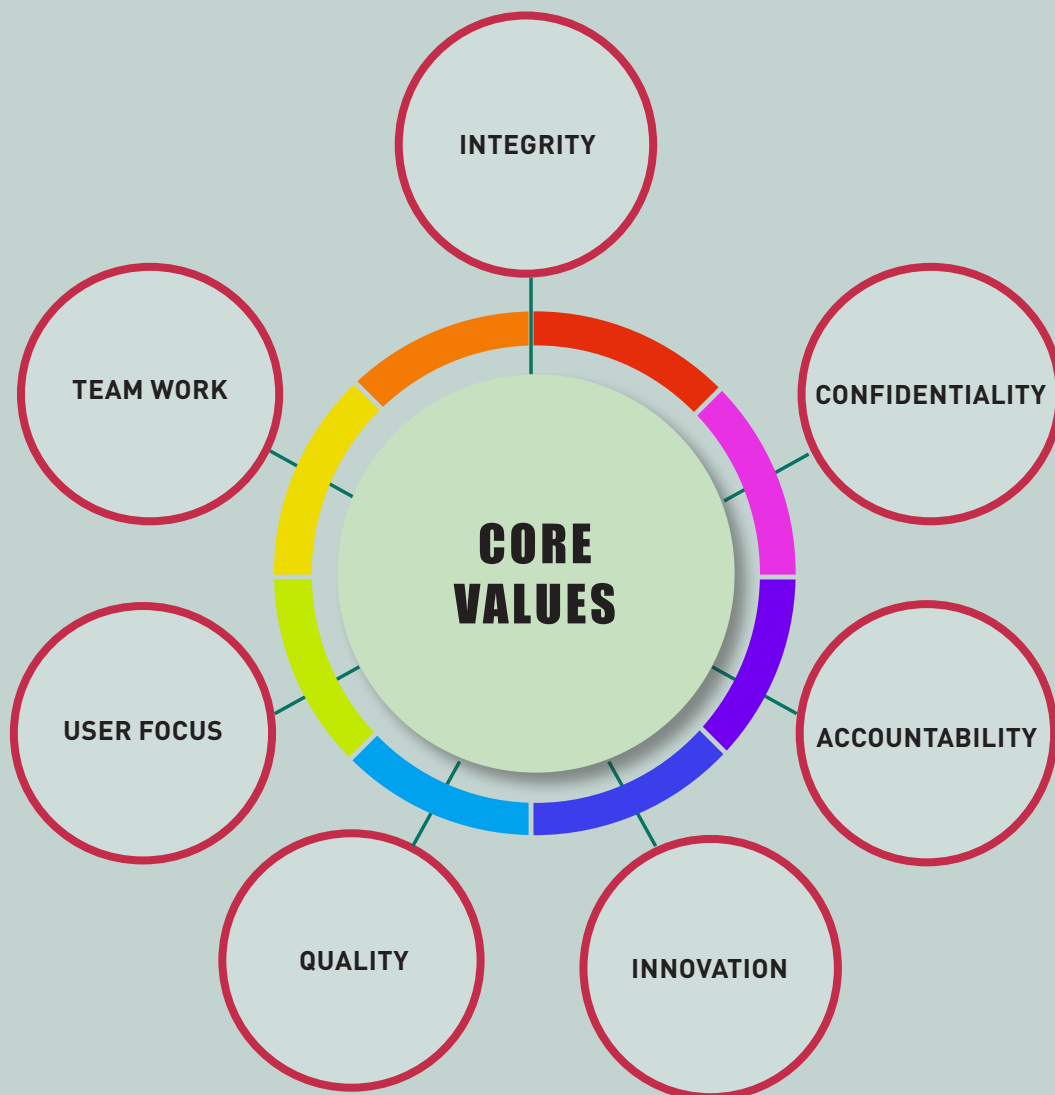 INTEGRITY
CONFIDENTIALITY
ACCOUNTABILITY
INNOVATION
QUALITY
USER FOCUS
TEAM WORK
CORE
VALUES